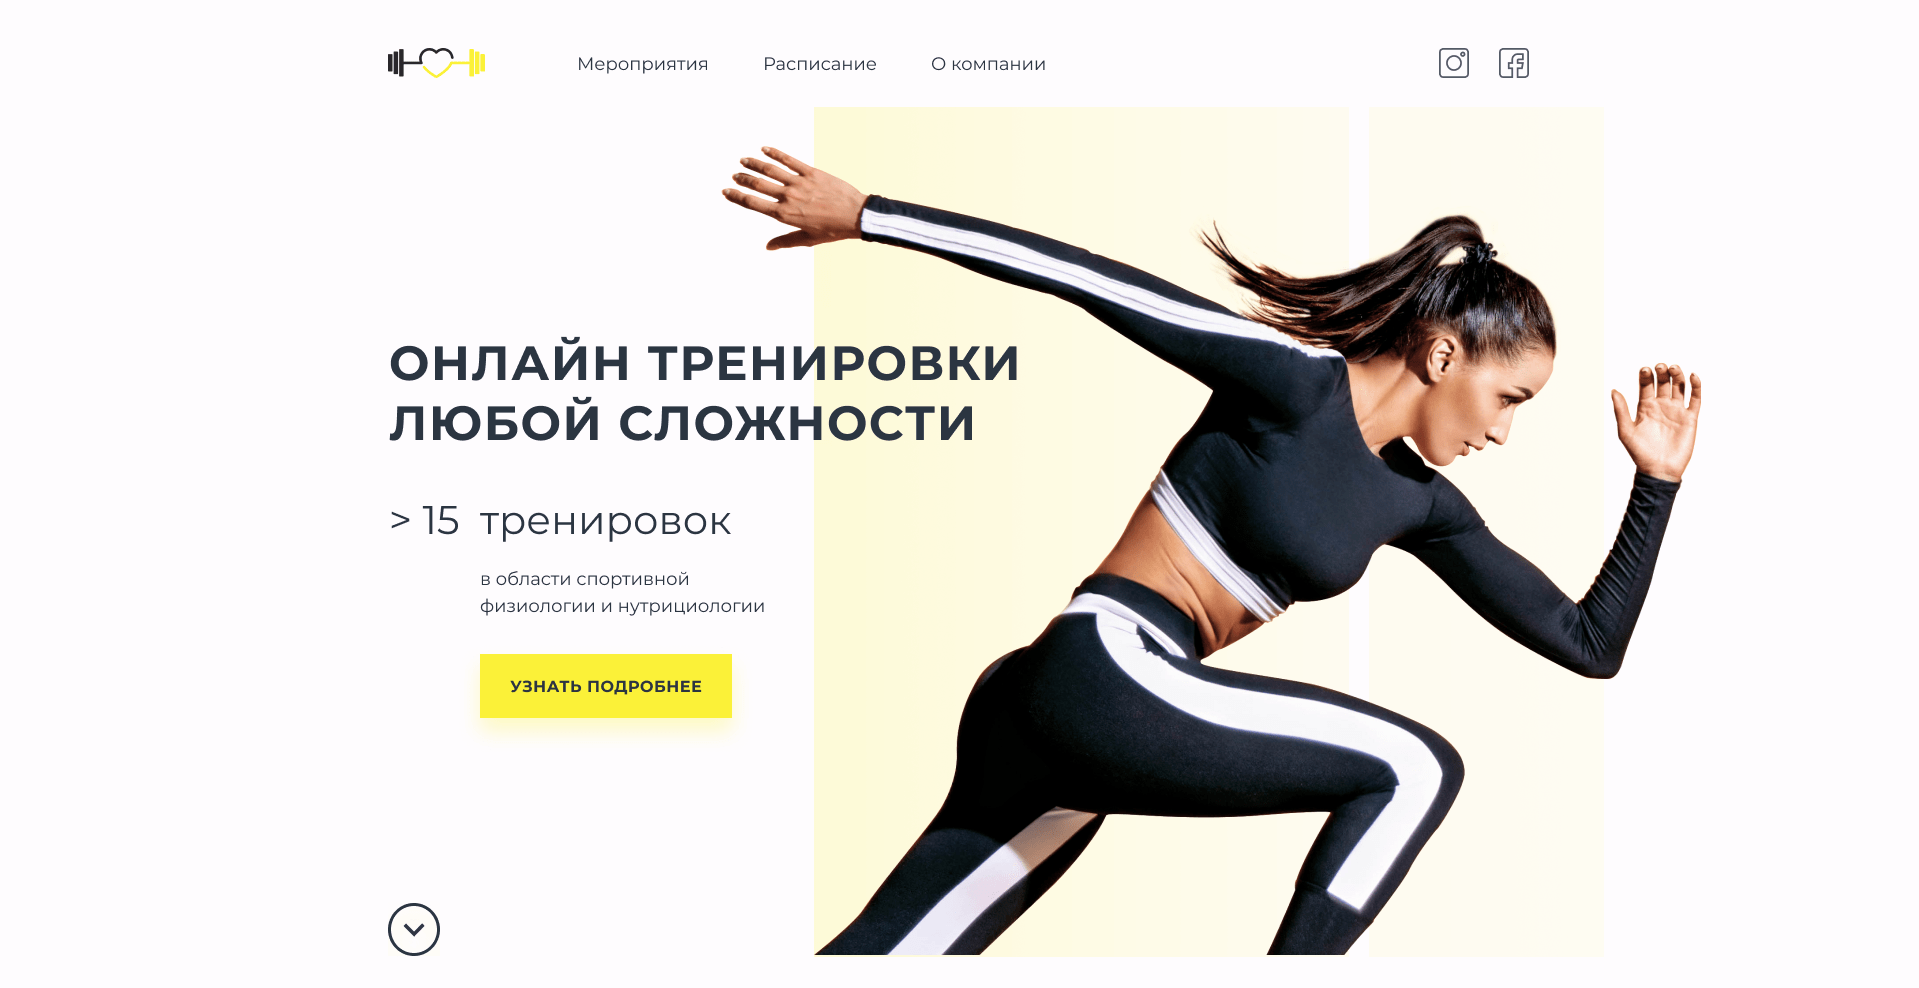 Мероприятия Расписание О компании
ОНЛАЙН ТРЕНИРОВКИ
ЛЮБОЙ СЛОЖНОСТИ
> 15 тренировок
в области спортивной
физиологии и нутрициологии
УЗНАТЬ ПОДРОБНЕЕ